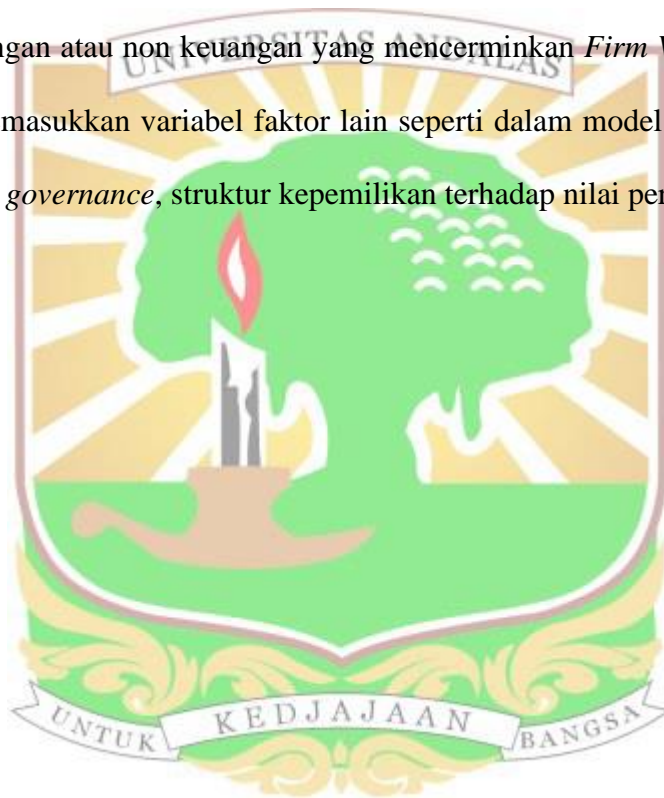 ngan atau non keuangan yang mencerminkan Firm V
UNIVERSITAS ANDALAS
masukkan variabel faktor lain seperti dalam model
governance, struktur kepemilikan terhadap nilai per
UNTUK KEDJAJAAN BANGSA